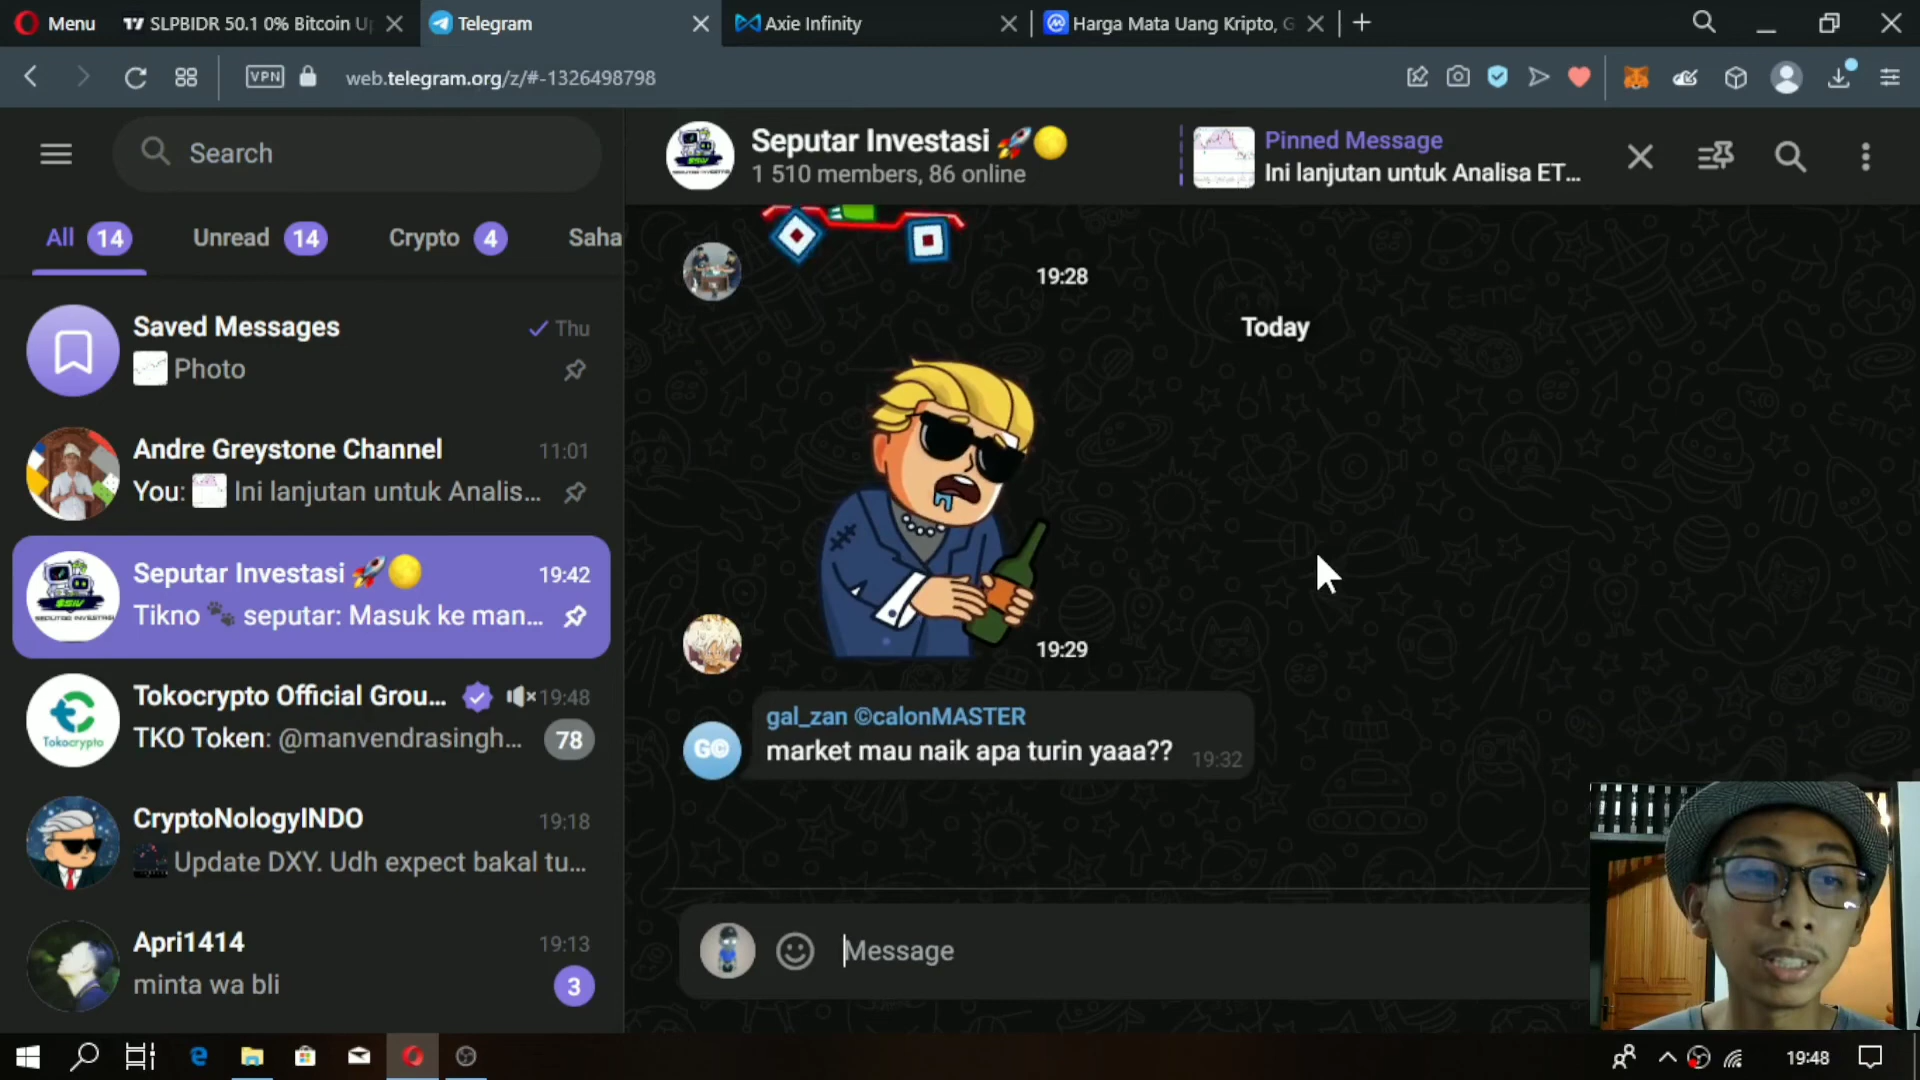 Menu
SLPBIDR 50.1 0% Bitcoin Up
Telegram
Axie Infinity
Harga Mata Uang Kripto, G
VPN
web.telegram.org/z/#-1326498798
Search
Seputar Investasi 🚀🌕
1 510 members, 86 online
Pinned Message
Ini lanjutan untuk Analisa ET...
All 14
Unread 14
Crypto 4
Saha
19:28
Today
Saved Messages
Thu
Photo
Andre Greystone Channel
11:01
You: Ini lanjutan untuk Analis...
Seputar Investasi 🚀🌕
19:42
Tikno 🐾 seputar: Masuk ke man...
19:29
Tokocrypto
Tokocrypto Official Grou...
19:48
TKO Token: @manvendrasingh...
78
gal_zan ©calonMASTER
GC
market mau naik apa turin yaaa??
19:32
CryptoNologyINDO
19:18
Update DXY. Udh expect bakal tu...
Apri1414
19:13
minta wa bli
3
Message
19:48